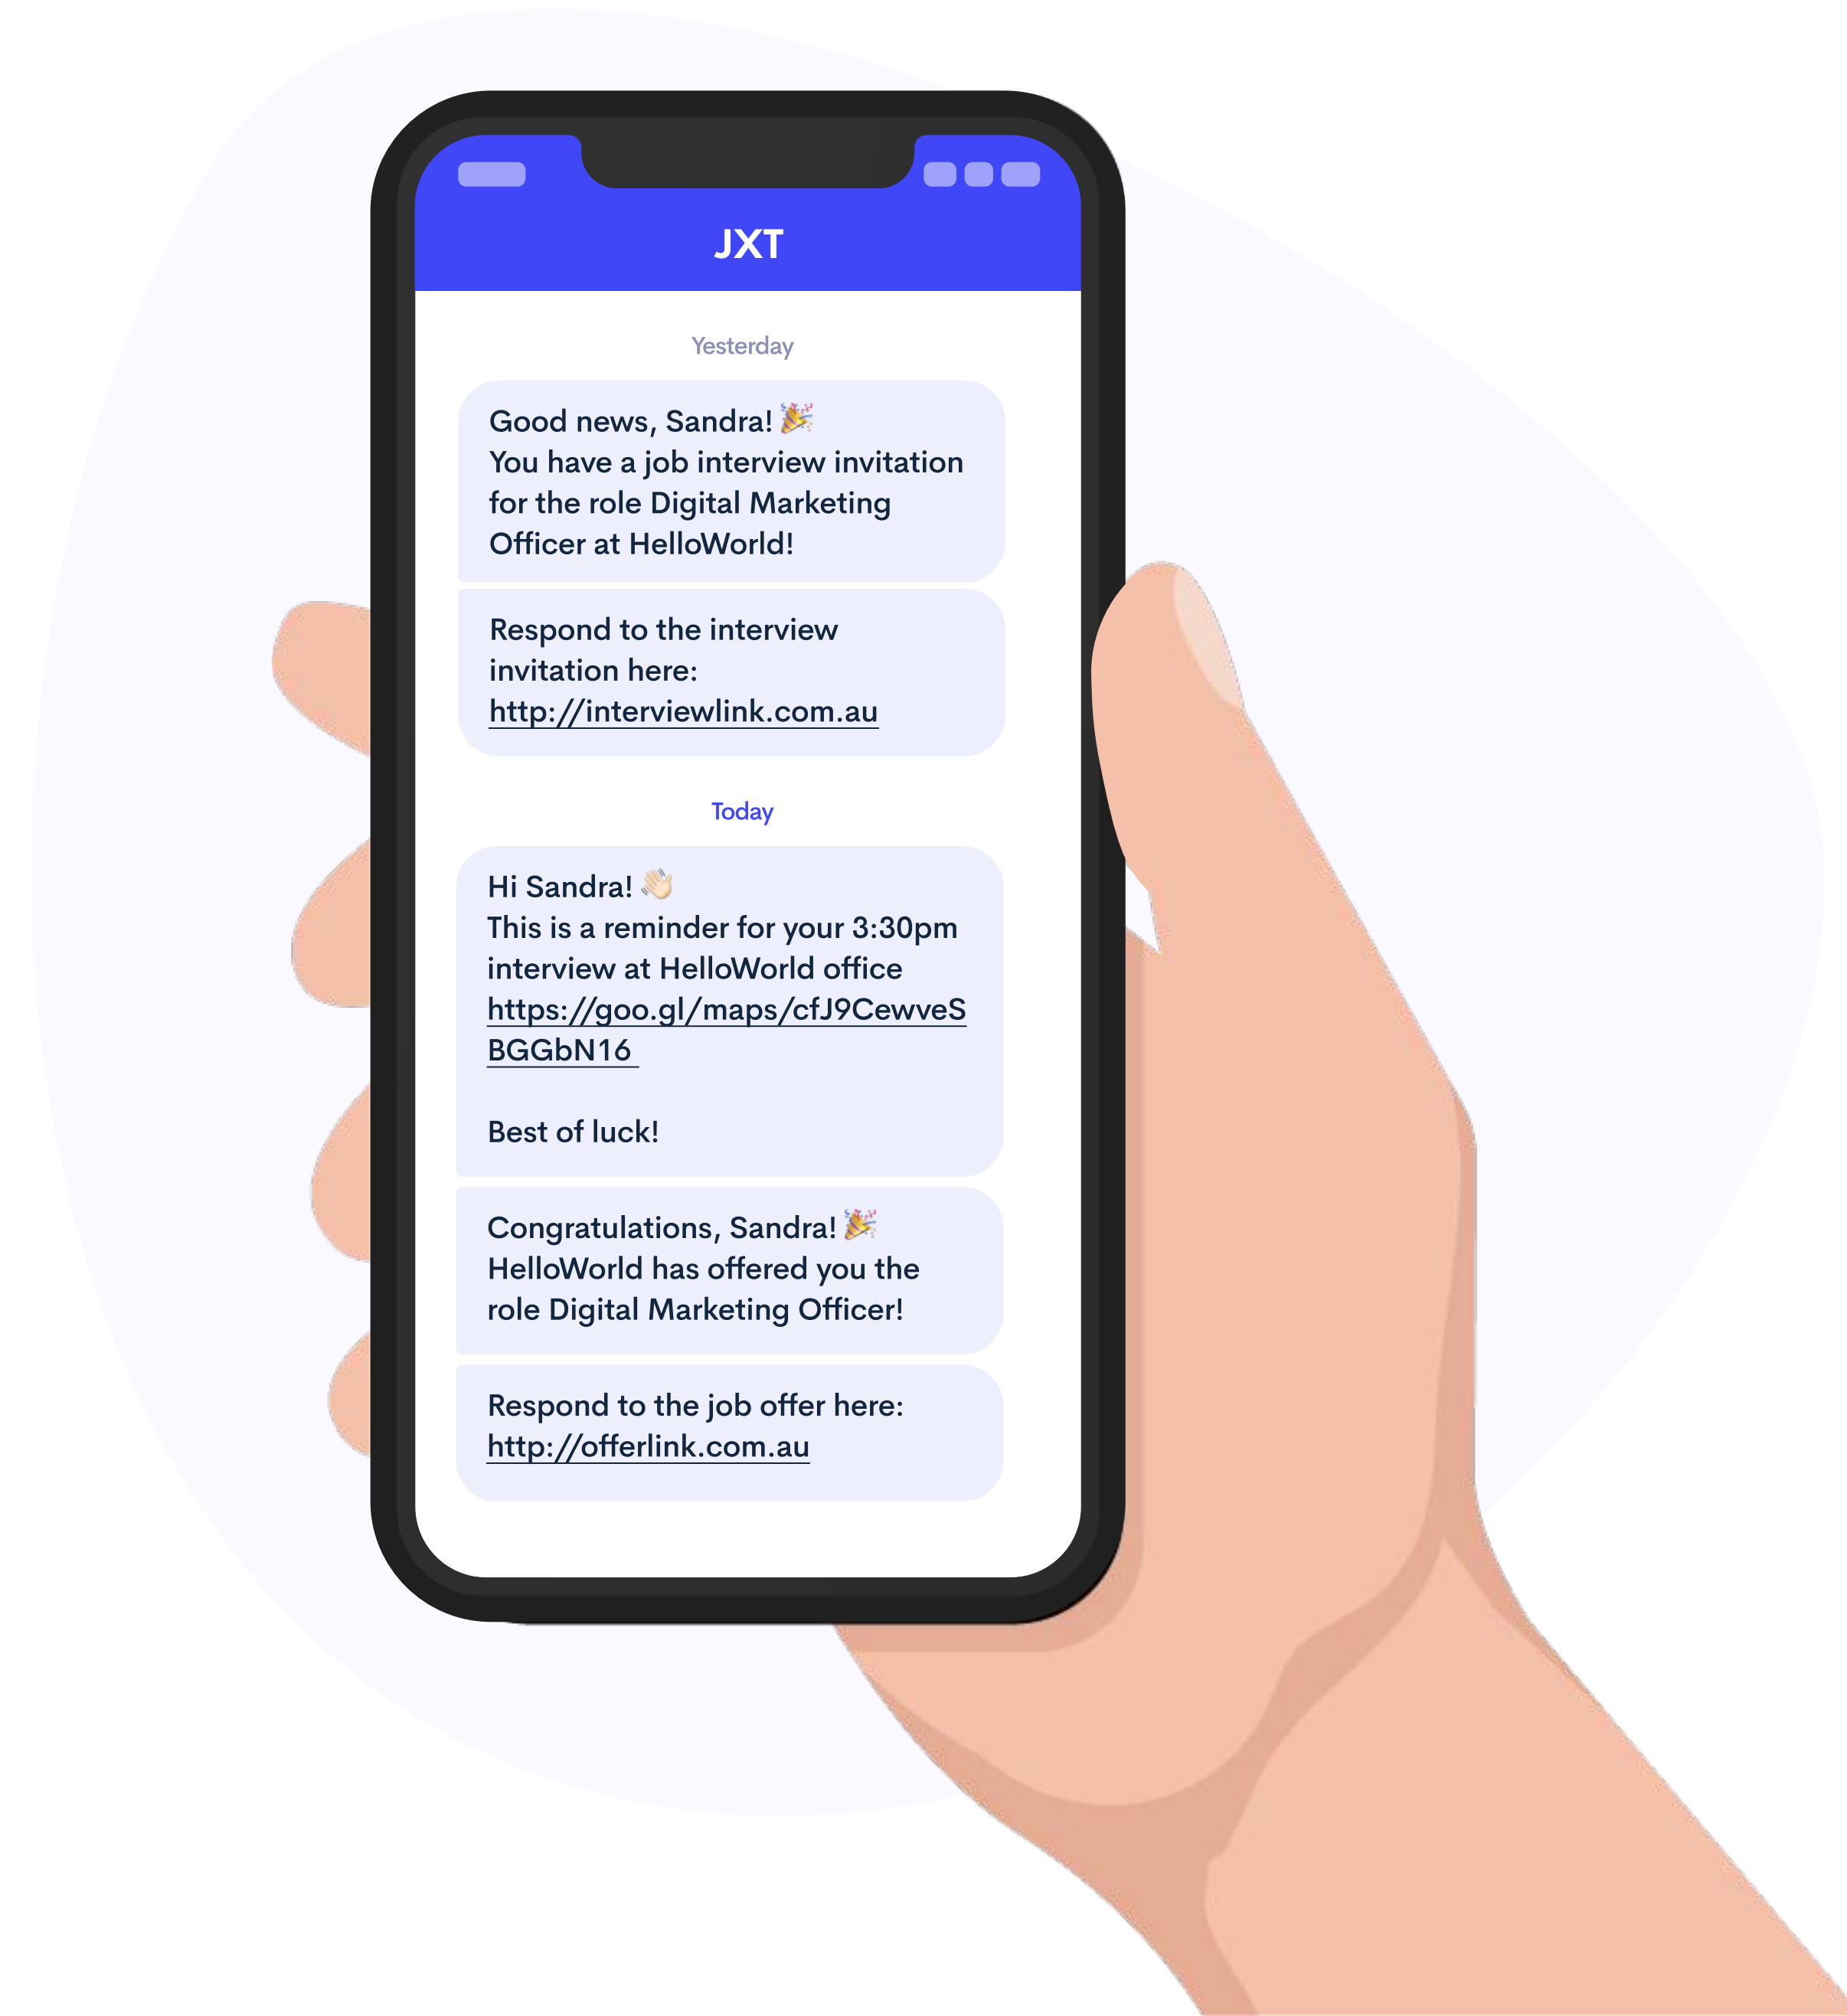 JXT
Yesterday
Good news, Sandra! 🎉
You have a job interview invitation
for the role Digital Marketing
Officer at HelloWorld!
Respond to the interview
invitation here:
http://interviewlink.com.au
Today
Hi Sandra! 👋🏻
This is a reminder for your 3:30pm
interview at HelloWorld office
https://goo.gl/maps/cfJ9CewveS
BGGbN16
Best of luck!
Congratulations, Sandra! 🎉
HelloWorld has offered you the
role Digital Marketing Officer!
Respond to the job offer here:
http://offerlink.com.au